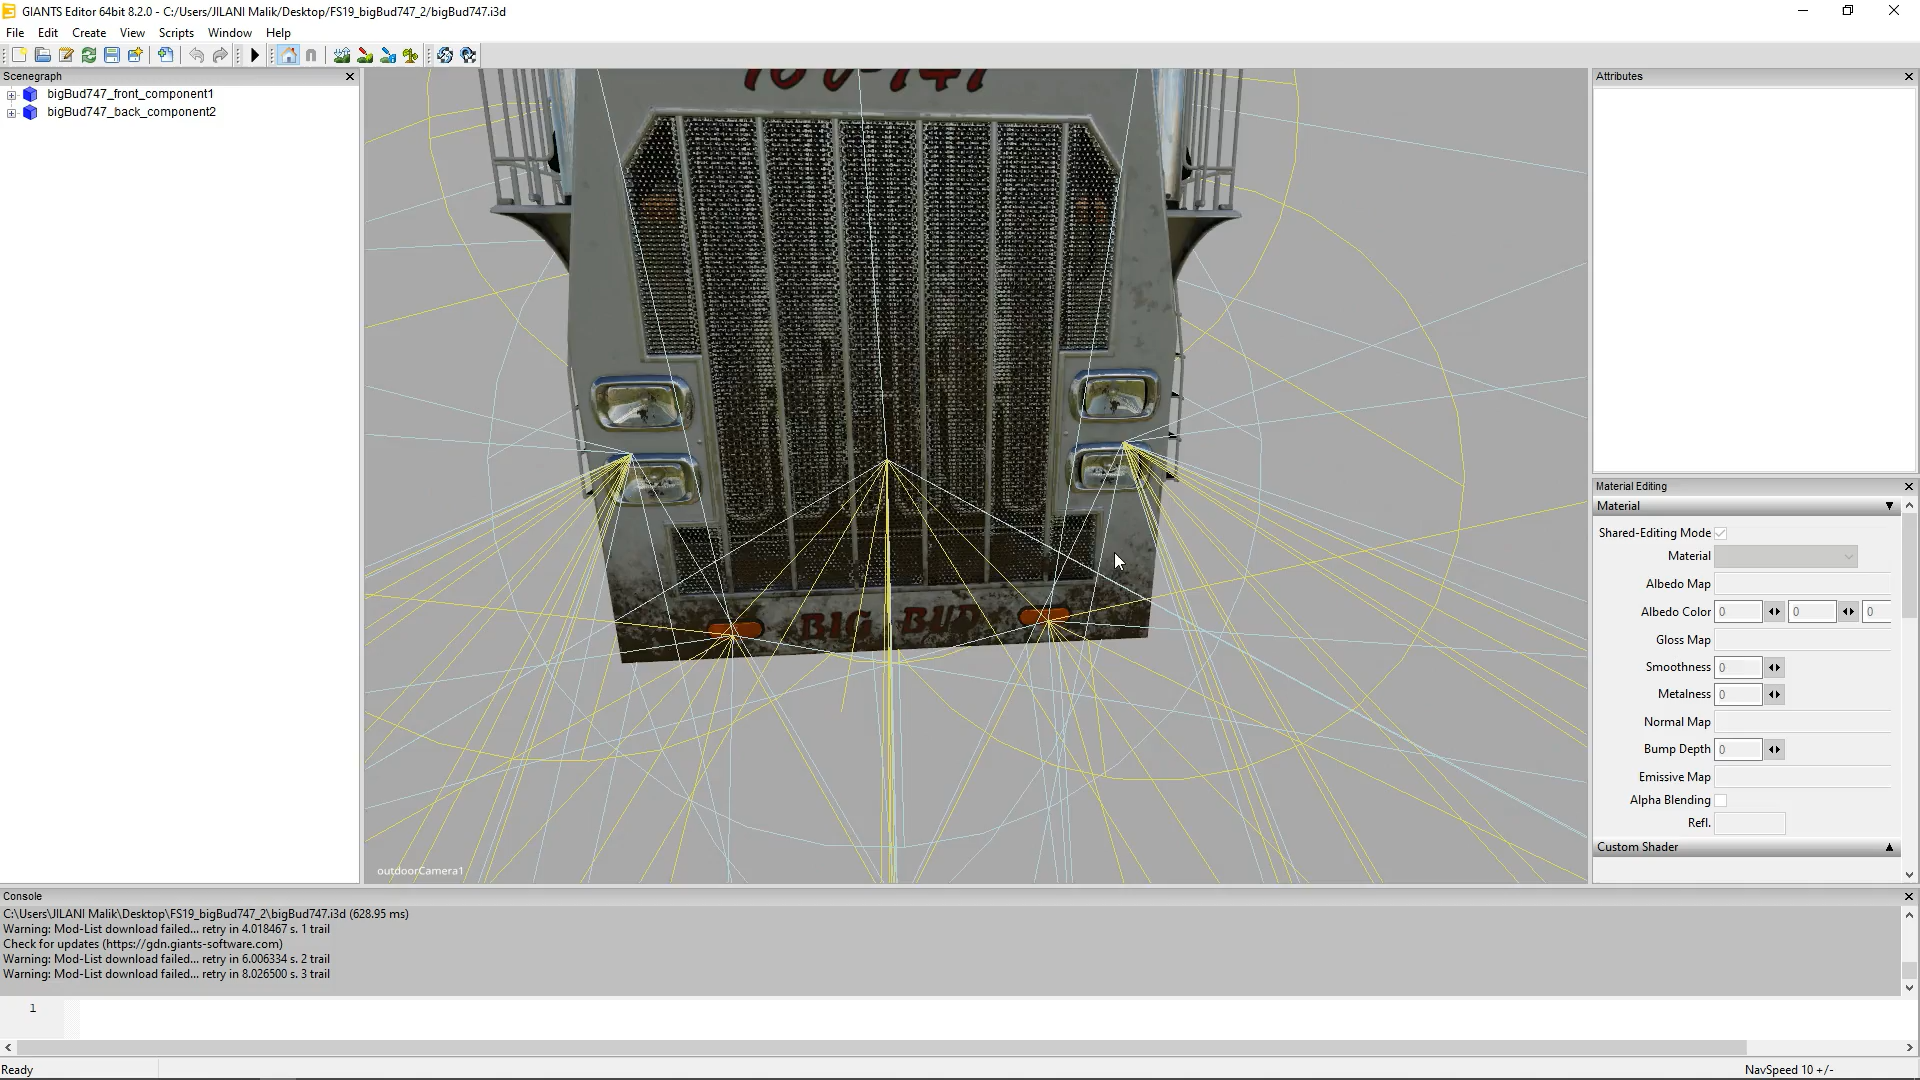 GIANTS Editor 64bit 8.2.0 - C:/Users/JILANI Malik/Desktop/FS19_bigBud747_2/bigBud747.i3d
File Edit Create View Scripts Window Help
Scenegraph
bigBud747_front_component1
bigBud747_back_component2
BIG BUD
outdoorCamera1
Attributes
Material Editing
Material
Shared-Editing Mode
Material
Albedo Map
Albedo Color 0 0 0
Gloss Map
Smoothness 0
Metalness 0
Normal Map
Bump Depth 0
Emissive Map
Alpha Blending
Refl.
Custom Shader
Console
C:\Users\JILANI Malik\Desktop\FS19_bigBud747_2\bigBud747.i3d (628.95 ms)
Warning: Mod-List download failed... retry in 4.018467 s. 1 trail
Check for updates (https://gdn.giants-software.com)
Warning: Mod-List download failed... retry in 6.006334 s. 2 trail
Warning: Mod-List download failed... retry in 8.026500 s. 3 trail
1
Ready
NavSpeed 10 +/-